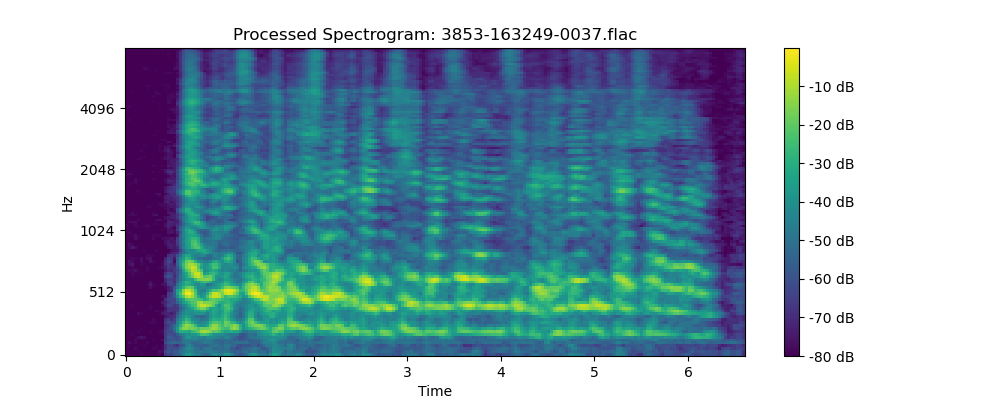 Processed Spectrogram: 3853-163249-0037.flac
Hz
4096
2048
1024
512
0
0 1 2 3 4 5 6
Time
-10 dB
-20 dB
-30 dB
-40 dB
-50 dB
-60 dB
-70 dB
-80 dB